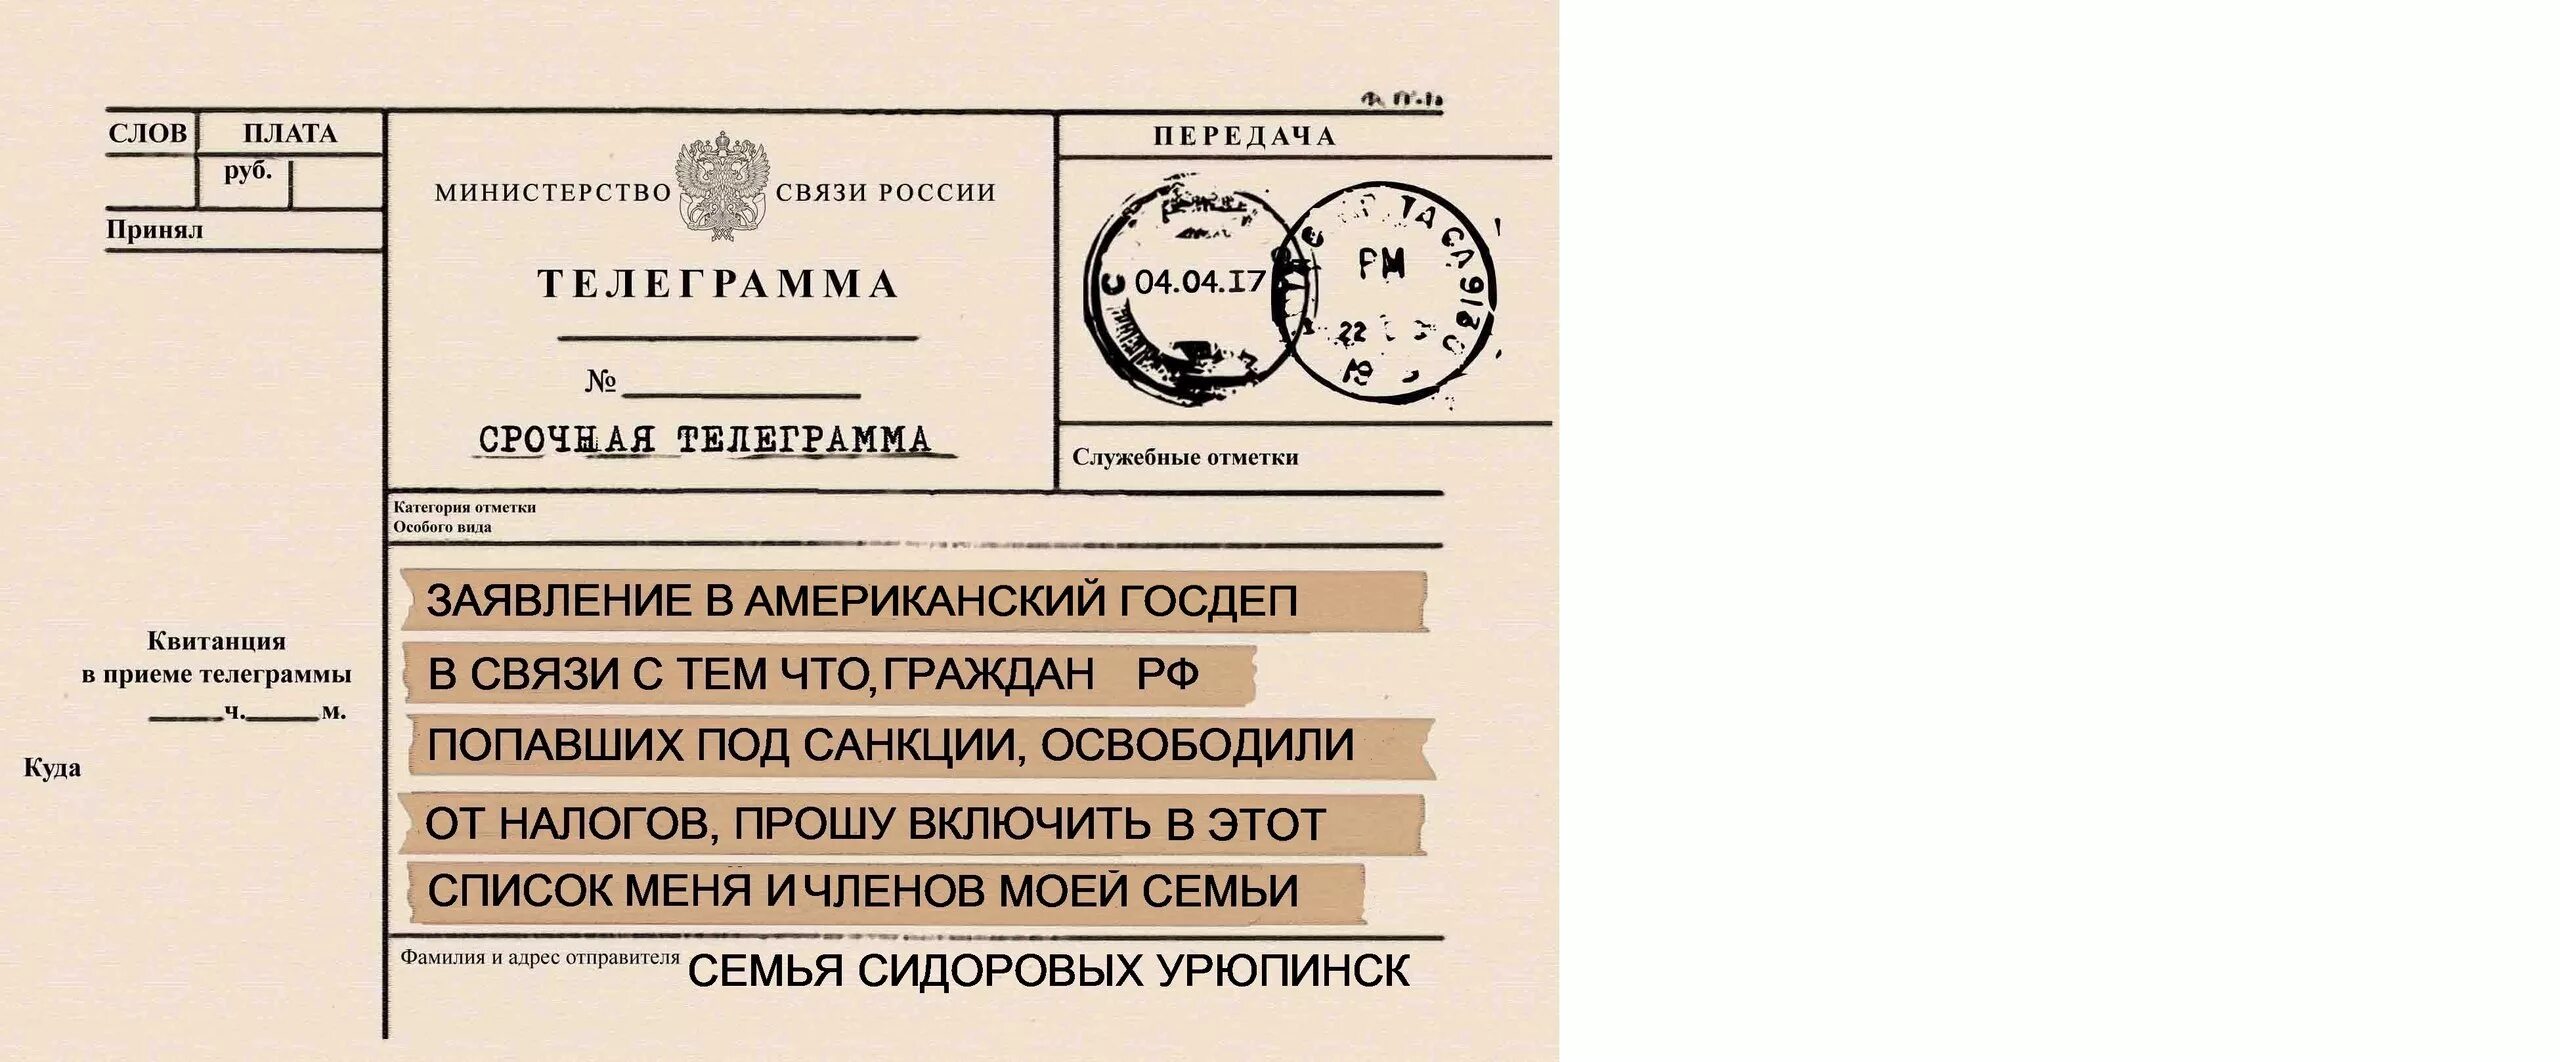 СЛОВ ПЛАТА
руб.
Принял
МИНИСТЕРСТВО СВЯЗИ РОССИИ
ТЕЛЕГРАММА
№
СРОЧНАЯ ТЕЛЕГРАММА
ПЕРЕДАЧА
04.04.17
РМ
22
Служебные отметки
Категория отметки
Особого вида
ЗАЯВЛЕНИЕ В АМЕРИКАНСКИЙ ГОСДЕП
В СВЯЗИ С ТЕМ ЧТО, ГРАЖДАН РФ
ПОПАВШИХ ПОД САНКЦИИ, ОСВОБОДИЛИ
ОТ НАЛОГОВ, ПРОШУ ВКЛЮЧИТЬ В ЭТОТ
СПИСОК МЕНЯ И ЧЛЕНОВ МОЕЙ СЕМЬИ
Квитанция
в приеме телеграммы
ч. м.
Куда
Фамилия и адрес отправителя СЕМЬЯ СИДОРОВЫХ УРЮПИНСК